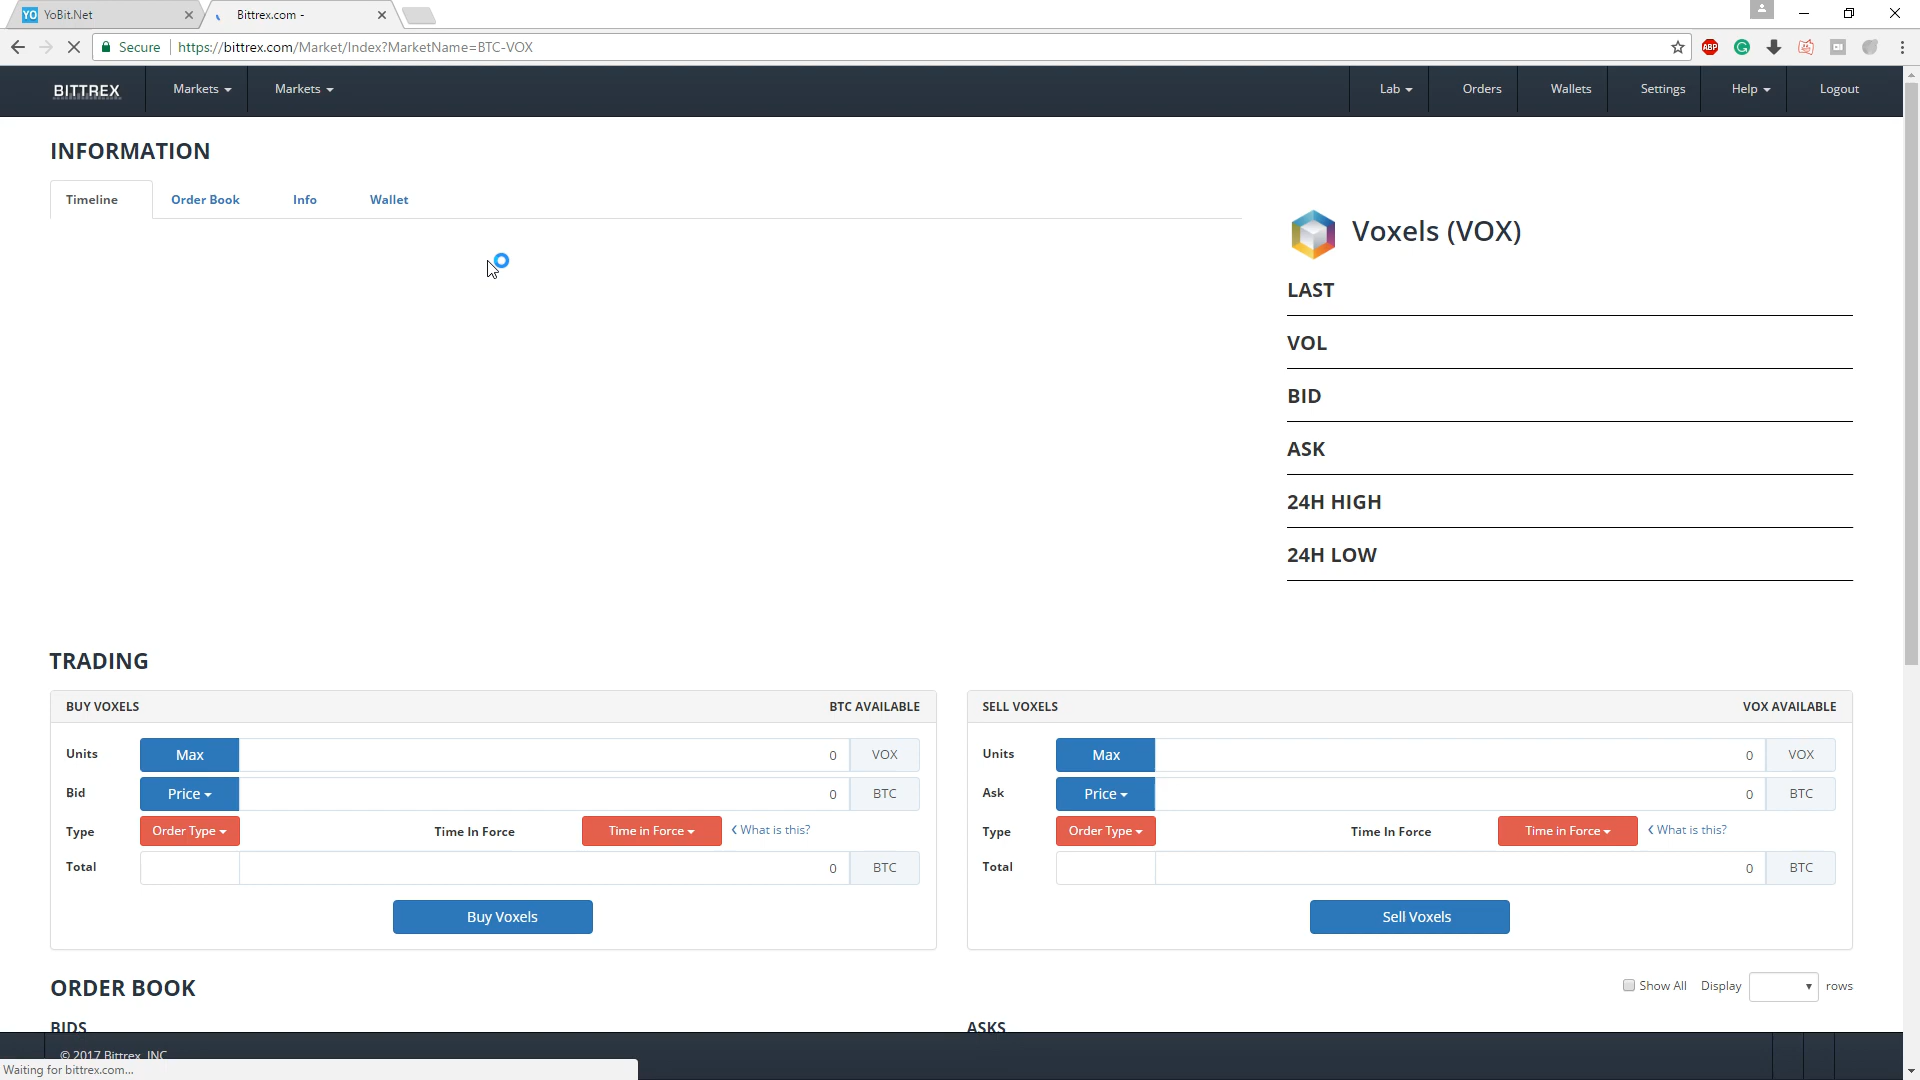 YO YoBit.Net
Bittrex.com -
Secure https://bittrex.com/Market/Index?MarketName=BTC-VOX
ABP
BITTREX Markets Markets Lab Orders Wallets Settings Help Logout
INFORMATION
Timeline Order Book Info Wallet
Voxels (VOX)
LAST
VOL
BID
ASK
24H HIGH
24H LOW
TRADING
BUY VOXELS BTC AVAILABLE
Units Max 0 VOX
Bid Price 0 BTC
Type Order Type Time In Force Time in Force What is this?
Total 0 BTC
Buy Voxels
SELL VOXELS VOX AVAILABLE
Units Max 0 VOX
Ask Price 0 BTC
Type Order Type Time In Force Time in Force What is this?
Total 0 BTC
Sell Voxels
ORDER BOOK Show All Display rows
BIDS ASKS
© 2017 Bittrex, INC
Waiting for bittrex.com...